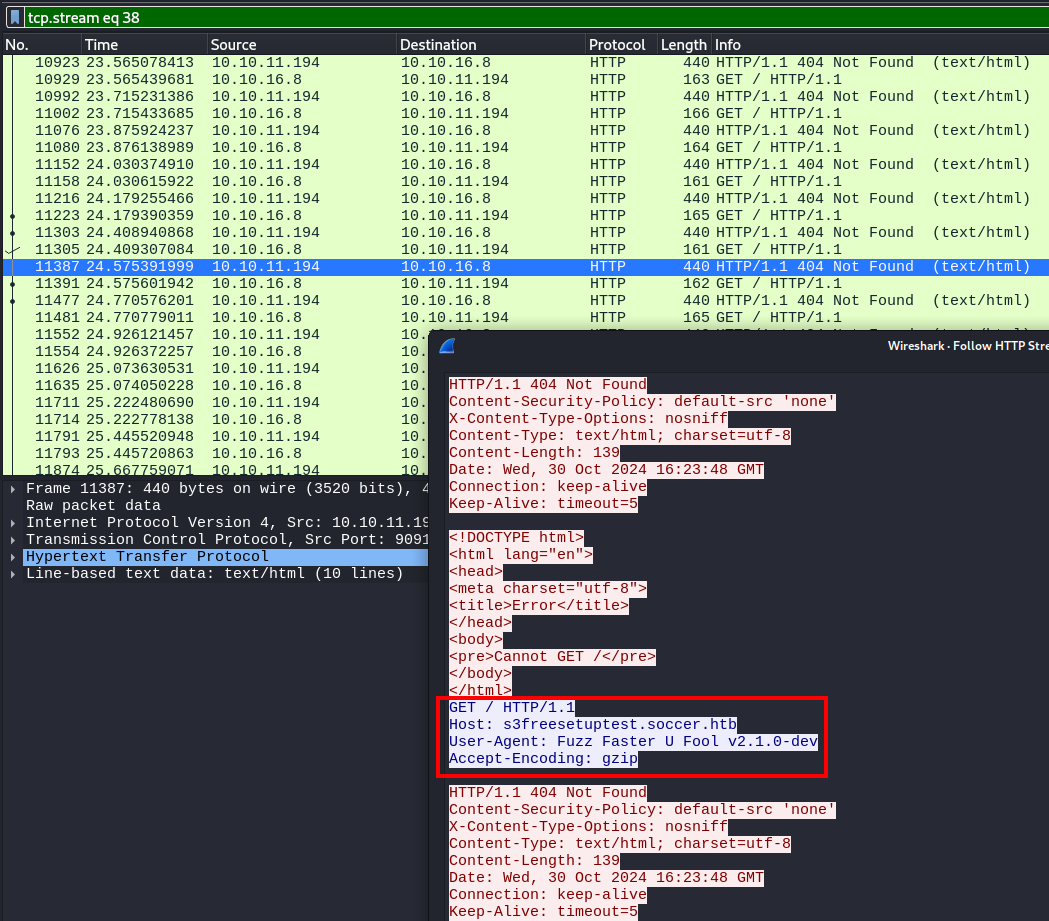 tcp.stream eq 38
No. Time Source Destination Protocol Length Info
10923 23.565078413 10.10.11.194 10.10.16.8 HTTP 440 HTTP/1.1 404 Not Found (text/html)
10929 23.565439681 10.10.16.8 10.10.11.194 HTTP 163 GET / HTTP/1.1
10992 23.715231386 10.10.11.194 10.10.16.8 HTTP 440 HTTP/1.1 404 Not Found (text/html)
11002 23.715433685 10.10.16.8 10.10.11.194 HTTP 166 GET / HTTP/1.1
11076 23.875924237 10.10.11.194 10.10.16.8 HTTP 440 HTTP/1.1 404 Not Found (text/html)
11080 23.876138989 10.10.16.8 10.10.11.194 HTTP 164 GET / HTTP/1.1
11152 24.030374910 10.10.11.194 10.10.16.8 HTTP 440 HTTP/1.1 404 Not Found (text/html)
11158 24.030615922 10.10.16.8 10.10.11.194 HTTP 161 GET / HTTP/1.1
11216 24.179255466 10.10.11.194 10.10.16.8 HTTP 440 HTTP/1.1 404 Not Found (text/html)
11223 24.179390359 10.10.16.8 10.10.11.194 HTTP 165 GET / HTTP/1.1
11303 24.408940868 10.10.11.194 10.10.16.8 HTTP 440 HTTP/1.1 404 Not Found (text/html)
11305 24.409307084 10.10.16.8 10.10.11.194 HTTP 161 GET / HTTP/1.1
11387 24.575391999 10.10.11.194 10.10.16.8 HTTP 440 HTTP/1.1 404 Not Found (text/html)
11391 24.575601942 10.10.16.8 10.10.11.194 HTTP 162 GET / HTTP/1.1
11477 24.770576201 10.10.11.194 10.10.16.8 HTTP 440 HTTP/1.1 404 Not Found (text/html)
11481 24.770779011 10.10.16.8 10.10.11.194 HTTP 165 GET / HTTP/1.1
11552 24.926121457 10.10.11.194 10.
11554 24.926372257 10.10.16.8 10.
11626 25.073630531 10.10.11.194 10.
11635 25.074050228 10.10.16.8 10.
11711 25.222480690 10.10.11.194 10.
11714 25.222778138 10.10.16.8 10.
11791 25.445520948 10.10.11.194 10.
11793 25.445720863 10.10.16.8 10.
11874 25.667759071 10.10.11.194 10.
Frame 11387: 440 bytes on wire (3520 bits), 4
Raw packet data
Internet Protocol Version 4, Src: 10.10.11.19
Transmission Control Protocol, Src Port: 9091
Hypertext Transfer Protocol
Line-based text data: text/html (10 lines)
Wireshark · Follow HTTP Stre
HTTP/1.1 404 Not Found
Content-Security-Policy: default-src 'none'
X-Content-Type-Options: nosniff
Content-Type: text/html; charset=utf-8
Content-Length: 139
Date: Wed, 30 Oct 2024 16:23:48 GMT
Connection: keep-alive
Keep-Alive: timeout=5
<!DOCTYPE html>
<html lang="en">
<head>
<meta charset="utf-8">
<title>Error</title>
</head>
<body>
<pre>Cannot GET /</pre>
</body>
</html>
GET / HTTP/1.1
Host: s3freesetuptest.soccer.htb
User-Agent: Fuzz Faster U Fool v2.1.0-dev
Accept-Encoding: gzip
HTTP/1.1 404 Not Found
Content-Security-Policy: default-src 'none'
X-Content-Type-Options: nosniff
Content-Type: text/html; charset=utf-8
Content-Length: 139
Date: Wed, 30 Oct 2024 16:23:48 GMT
Connection: keep-alive
Keep-Alive: timeout=5